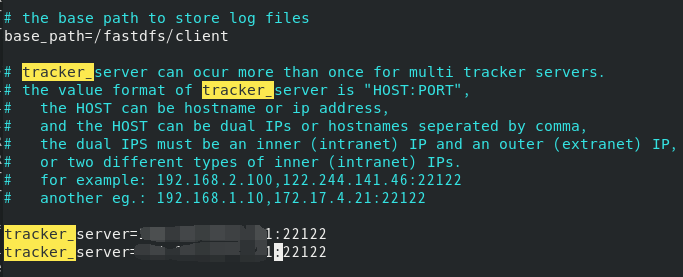 # the base path to store log files
base_path=/fastdfs/client
# tracker_server can ocur more than once for multi tracker servers.
# the value format of tracker_server is "HOST:PORT",
#   the HOST can be hostname or ip address,
#   and the HOST can be dual IPs or hostnames seperated by comma,
#   the dual IPS must be an inner (intranet) IP and an outer (extranet) IP,
#   or two different types of inner (intranet) IPs.
#   for example: 192.168.2.100,122.244.141.46:22122
#   another eg.: 192.168.1.10,172.17.4.21:22122
tracker_server= 1:22122
tracker_server= :22122